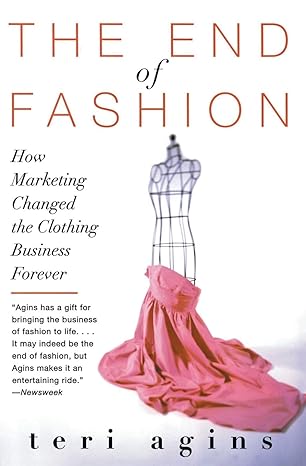 THE END
of
FASHION
How
Marketing
Changed
the Clothing
Business
Forever
"Agins has a gift for
bringing the business
of fashion to life. . . .
It may indeed be the
end of fashion, but
Agins makes it an
entertaining ride."
—Newsweek
teri agins